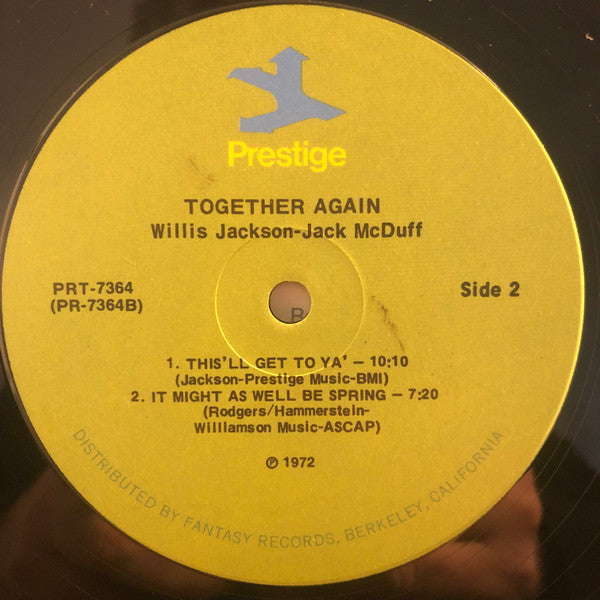 Prestige
TOGETHER AGAIN
Willis Jackson-Jack McDuff
PRT-7364
(PR-7364B)
Side 2
B
1. THIS'LL GET TO YA' – 10:10
(Jackson-Prestige Music-BMI)
2. IT MIGHT AS WELL BE SPRING – 7:20
(Rodgers/Hammerstein-
Williamson Music-ASCAP)
℗ 1972
DISTRIBUTED BY FANTASY RECORDS, BERKELEY, CALIFORNIA